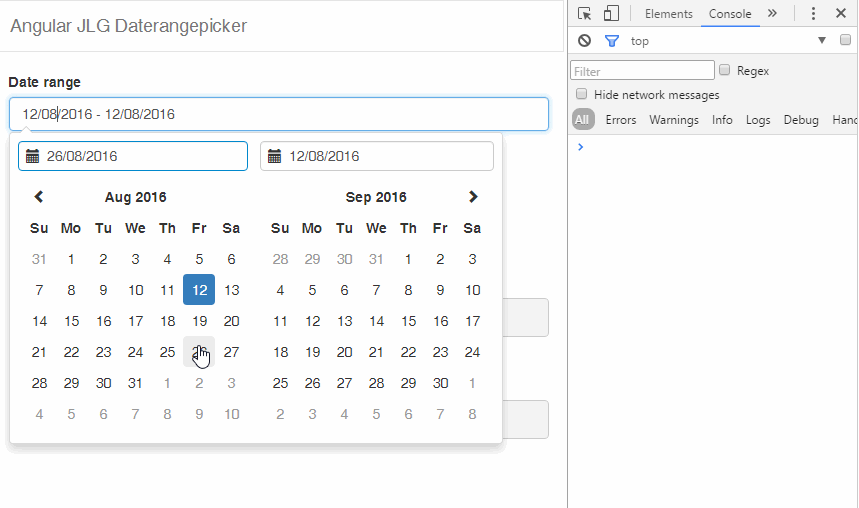 Angular JLG Daterangepicker
Date range
12/08/2016 - 12/08/2016
26/08/2016 12/08/2016
Aug 2016 Sep 2016
Su Mo Tu We Th Fr Sa Su Mo Tu We Th Fr Sa
31 1 2 3 4 5 6 28 29 30 31 1 2 3
7 8 9 10 11 12 13 4 5 6 7 8 9 10
14 15 16 17 18 19 20 11 12 13 14 15 16 17
21 22 23 24 25 27 18 19 20 21 22 23 24
28 29 30 31 1 2 3 25 26 27 28 29 30 1
4 5 6 7 8 9 10 2 3 4 5 6 7 8
Elements Console
top
Filter Regex
Hide network messages
All Errors Warnings Info Logs Debug Hand